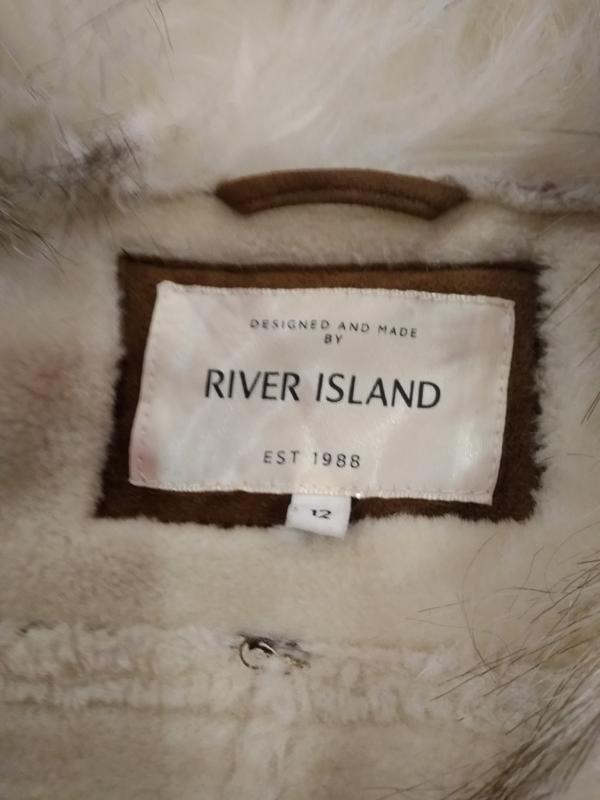 DESIGNED AND MADE
BY
RIVER ISLAND
EST 1988
12